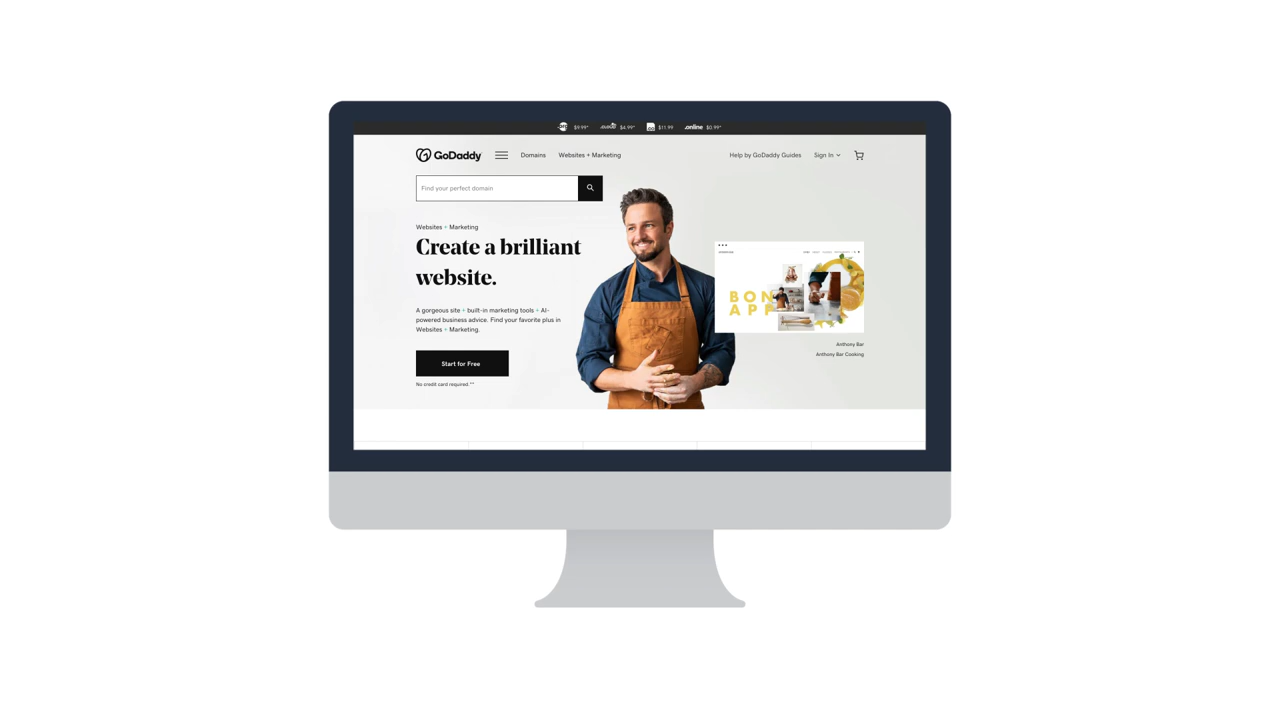 $9.99*
.cloud $4.99*
.co $11.99
.online $0.99*
GoDaddy
Domains
Websites + Marketing
Help by GoDaddy Guides
Sign In
Find your perfect domain
Websites + Marketing
Create a brilliant
website.
A gorgeous site + built-in marketing tools + AI-
powered business advice. Find your favorite plus in
Websites + Marketing.
Start for Free
No credit card required.**
BON
APP
Anthony Bar
Anthony Bar Cooking